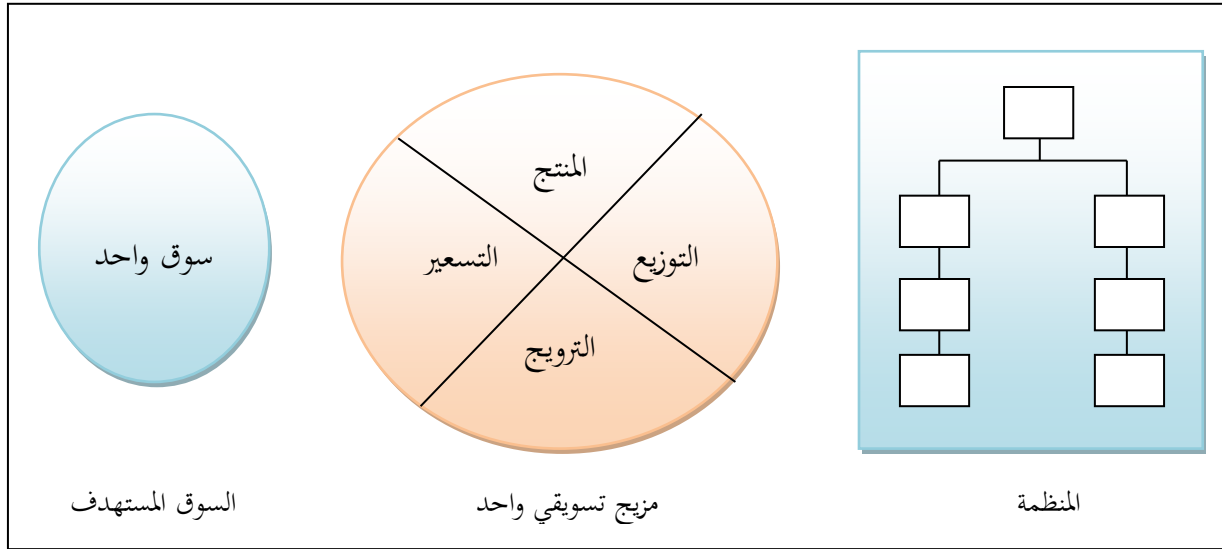 المنتج
التوزيع
التسعير
الترويج
سوق واحد
المنظمة
مزيج تسويقي واحد
السوق المستهدف